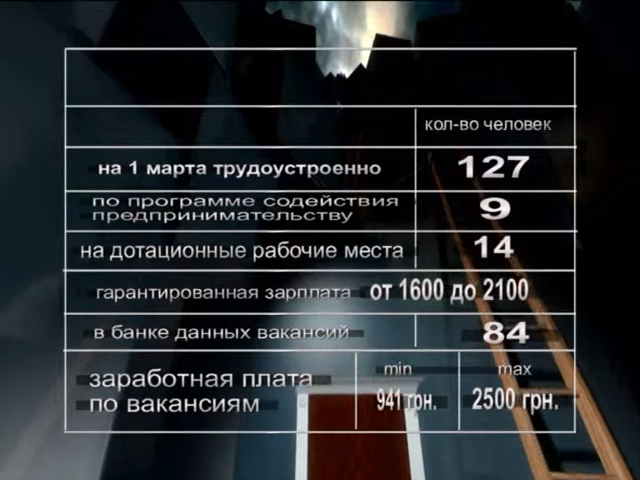 кол-во человек
на 1 марта трудоустроенно 127
по программе содействия
предпринимательству 9
на дотационные рабочие места 14
гарантированная зарплата от 1600 до 2100
в банке данных вакансий 84
заработная плата min max
по вакансиям 941 грн. 2500 грн.